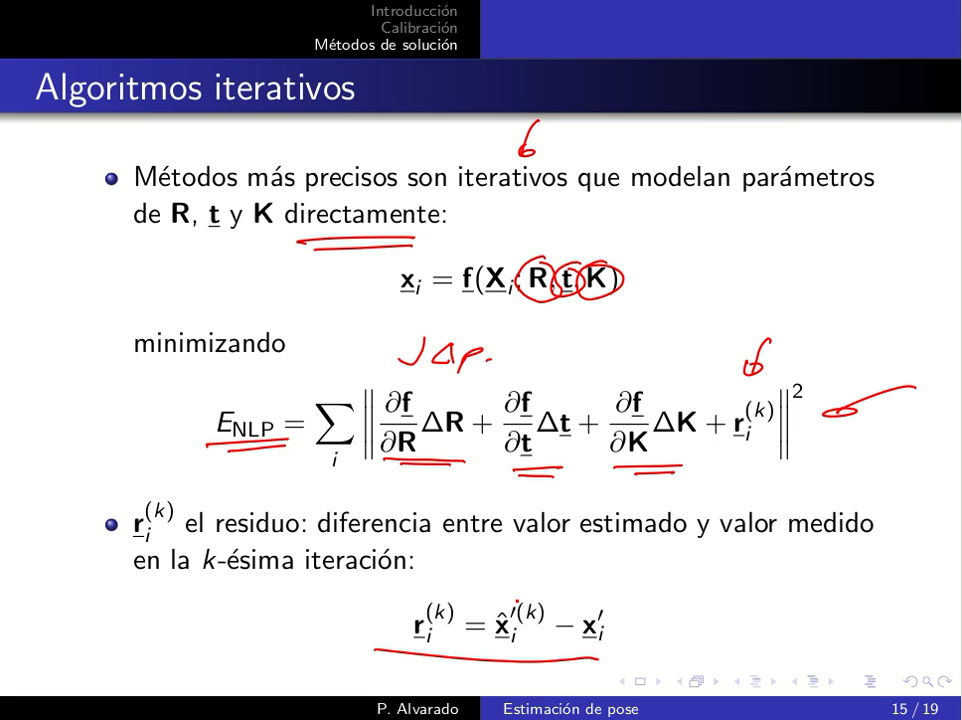 Introducción
Calibración
Métodos de solución
Algoritmos iterativos
Métodos más precisos son iterativos que modelan parámetros
de R, t y K directamente:
x_i = f(X_i; R, t, K)
minimizando
J Δp.
E_NLP = ∑_i ‖ ∂f/∂R ΔR + ∂f/∂t Δt + ∂f/∂K ΔK + r_i^(k) ‖²
r_i^(k) el residuo: diferencia entre valor estimado y valor medido
en la k-ésima iteración:
r_i^(k) = x̂′_i^(k) − x′_i
P. Alvarado Estimación de pose 15 / 19